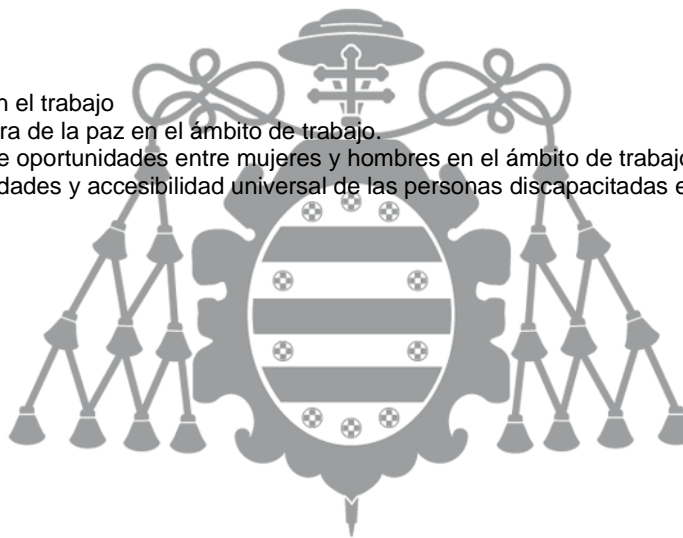 n el trabajo
ra de la paz en el ámbito de trabajo.
e oportunidades entre mujeres y hombres en el ámbito de trabajo
dades y accesibilidad universal de las personas discapacitadas e